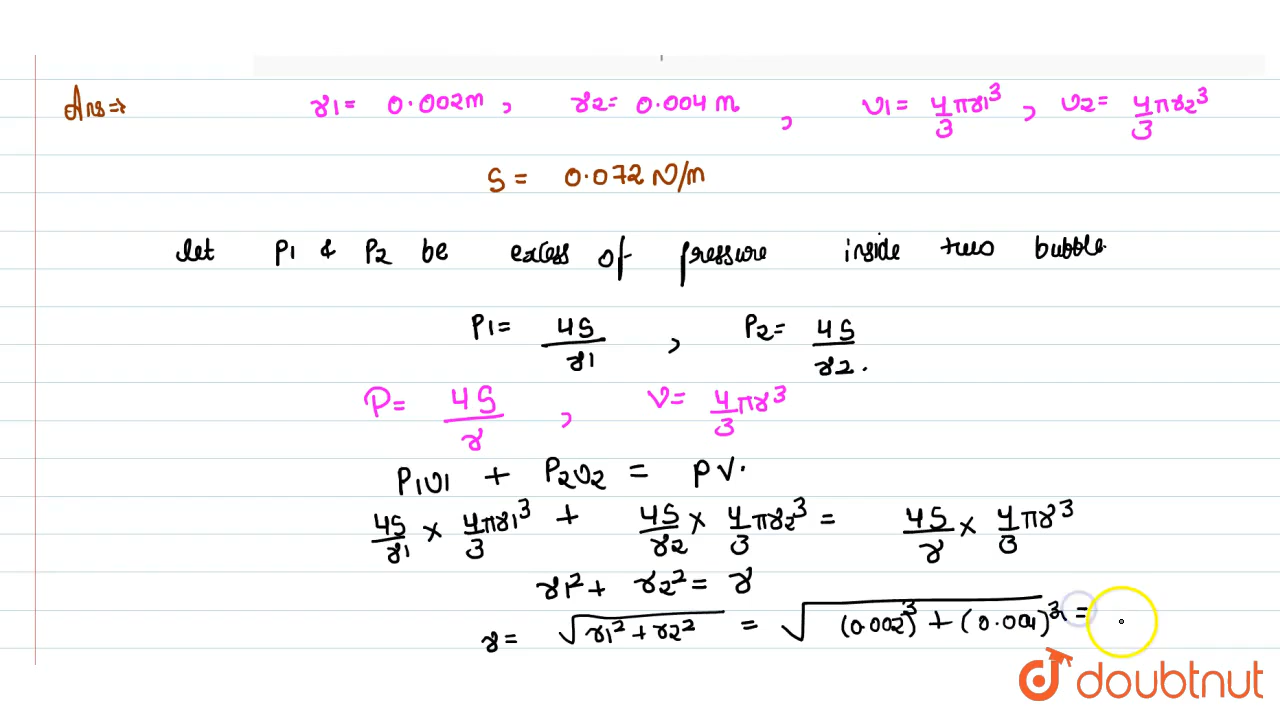 Ans⇒ r1= 0.002m, r2= 0.004 m, v1= 4/3 πr1³, v2= 4/3 πr2³
S= 0.072 N/m
let P1 & P2 be excess of pressure inside two bubble.
P1= 4S/r1, P2= 4S/r2.
P= 4S/r, V= 4/3 πr³
P1v1 + P2v2 = PV.
4S/r1 × 4/3 πr1³ + 4S/r2 × 4/3 πr2³ = 4S/r × 4/3 πr³
r1² + r2² = r
r= √(r1² + r2²) = √((0.002)³ + (0.004)³) =
doubtnut